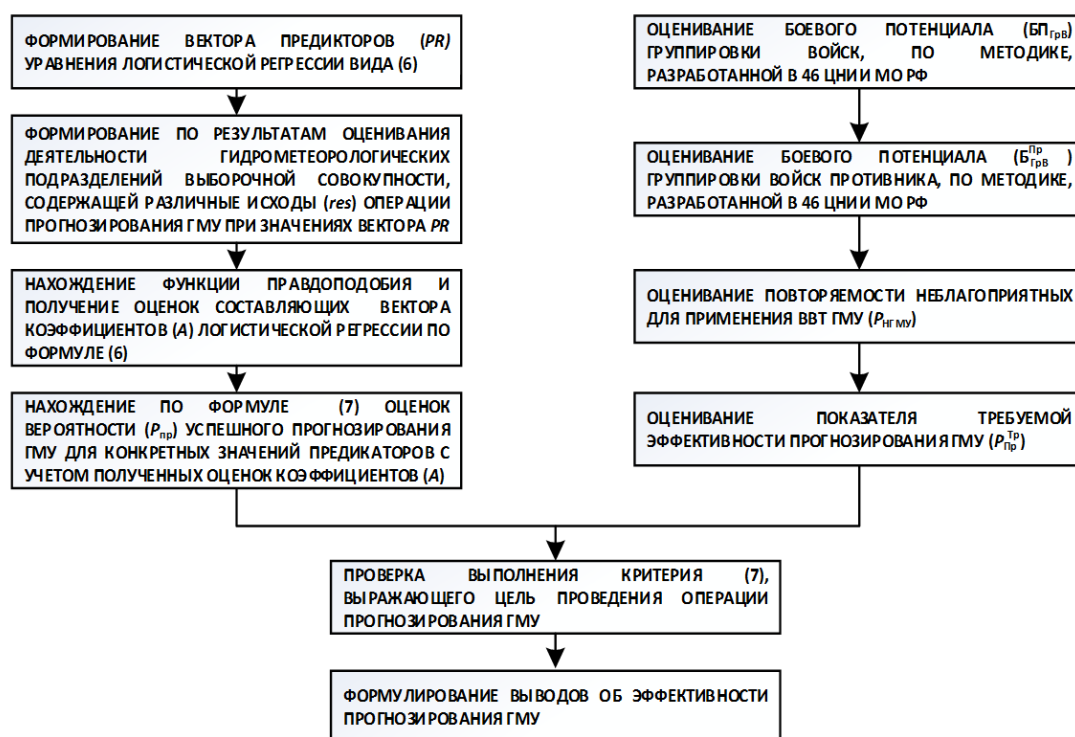 ФОРМИРОВАНИЕ ВЕКТОРА ПРЕДИКТОРОВ (PR)
УРАВНЕНИЯ ЛОГИСТИЧЕСКОЙ РЕГРЕССИИ ВИДА (6)
ФОРМИРОВАНИЕ ПО РЕЗУЛЬТАТАМ ОЦЕНИВАНИЯ
ДЕЯТЕЛЬНОСТИ ГИДРОМЕТЕОРОЛОГИЧЕСКИХ
ПОДРАЗДЕЛЕНИЙ ВЫБОРОЧНОЙ СОВОКУПНОСТИ,
СОДЕРЖАЩЕЙ РАЗЛИЧНЫЕ ИСХОДЫ (res) ОПЕРАЦИИ
ПРОГНОЗИРОВАНИЯ ГМУ ПРИ ЗНАЧЕНИЯХ ВЕКТОРА PR
НАХОЖДЕНИЕ ФУНКЦИИ ПРАВДОПОДОБИЯ И
ПОЛУЧЕНИЕ ОЦЕНОК СОСТАВЛЯЮЩИХ ВЕКТОРА
КОЭФФИЦИЕНТОВ (A) ЛОГИСТИЧЕСКОЙ РЕГРЕССИИ ПО
ФОРМУЛЕ (6)
НАХОЖДЕНИЕ ПО ФОРМУЛЕ (7) ОЦЕНОК
ВЕРОЯТНОСТИ (Pпр) УСПЕШНОГО ПРОГНОЗИРОВАНИЯ
ГМУ ДЛЯ КОНКРЕТНЫХ ЗНАЧЕНИЙ ПРЕДИКАТОРОВ С
УЧЕТОМ ПОЛУЧЕННЫХ ОЦЕНОК КОЭФФИЦИЕНТОВ (A)
ОЦЕНИВАНИЕ БОЕВОГО ПОТЕНЦИАЛА (БПГрВ)
ГРУППИРОВКИ ВОЙСК, ПО МЕТОДИКЕ,
РАЗРАБОТАННОЙ В 46 ЦНИИ МО РФ
ОЦЕНИВАНИЕ БОЕВОГО ПОТЕНЦИАЛА (БПрГрВ )
ГРУППИРОВКИ ВОЙСК ПРОТИВНИКА, ПО МЕТОДИКЕ,
РАЗРАБОТАННОЙ В 46 ЦНИИ МО РФ
ОЦЕНИВАНИЕ ПОВТОРЯЕМОСТИ НЕБЛАГОПРИЯТНЫХ
ДЛЯ ПРИМЕНЕНИЯ ВВТ ГМУ (PНГМУ)
ОЦЕНИВАНИЕ ПОКАЗАТЕЛЯ ТРЕБУЕМОЙ
ЭФФЕКТИВНОСТИ ПРОГНОЗИРОВАНИЯ ГМУ (PТрПр)
ПРОВЕРКА ВЫПОЛНЕНИЯ КРИТЕРИЯ (7),
ВЫРАЖАЮЩЕГО ЦЕЛЬ ПРОВЕДЕНИЯ ОПЕРАЦИИ
ПРОГНОЗИРОВАНИЯ ГМУ
ФОРМУЛИРОВАНИЕ ВЫВОДОВ ОБ ЭФФЕКТИВНОСТИ
ПРОГНОЗИРОВАНИЯ ГМУ